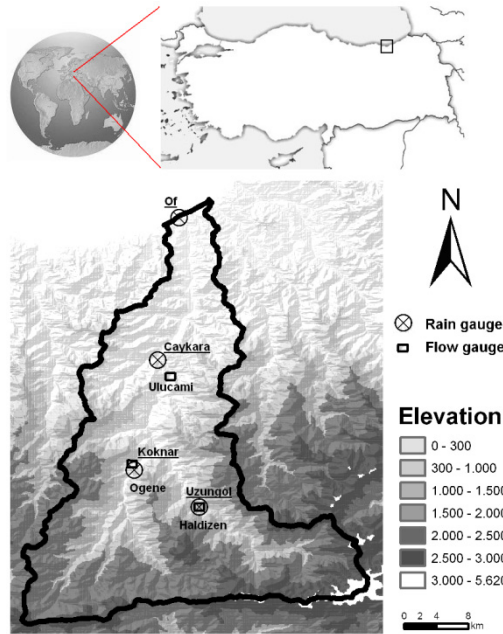 Of
N
Rain gauge
Flow gauge
Caykara
Ulucami
Koknar
Ogene
Uzungol
Haldizen
Elevation
0 - 300
300 - 1.000
1.000 - 1.500
1.500 - 2.000
2.000 - 2.500
2.500 - 3.000
3.000 - 5.620
0 2 4 8
km